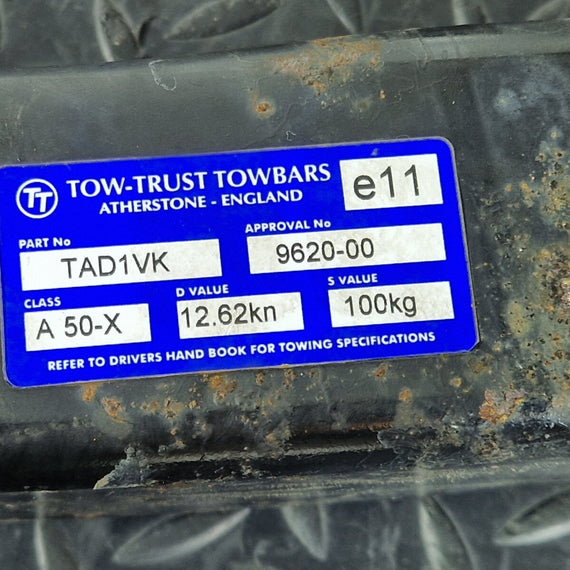 TT TOW-TRUST TOWBARS e11
ATHERSTONE - ENGLAND
PART No APPROVAL No
TAD1VK 9620-00
CLASS D VALUE S VALUE
A 50-X 12.62kn 100kg
REFER TO DRIVERS HAND BOOK FOR TOWING SPECIFICATIONS